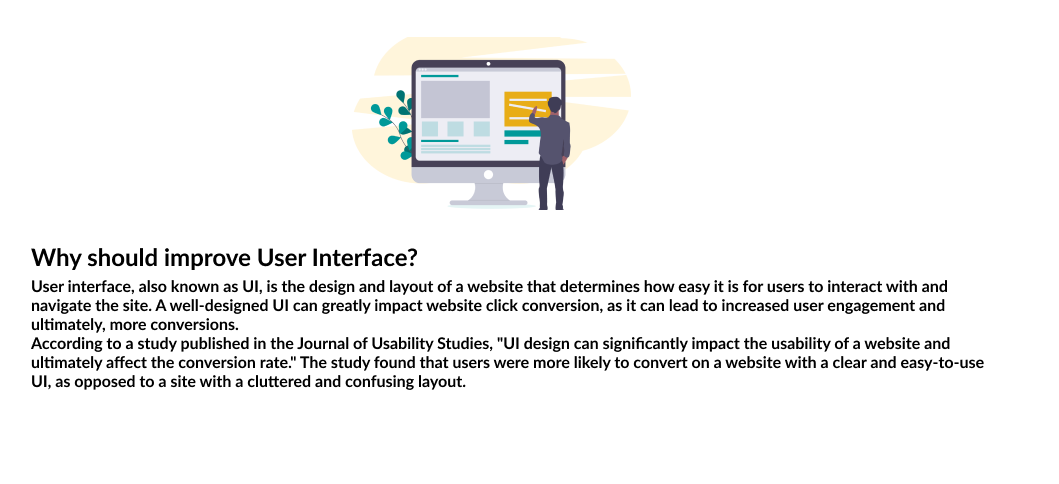 Why should improve User Interface?
User interface, also known as UI, is the design and layout of a website that determines how easy it is for users to interact with and
navigate the site. A well-designed UI can greatly impact website click conversion, as it can lead to increased user engagement and
ultimately, more conversions.
According to a study published in the Journal of Usability Studies, "UI design can significantly impact the usability of a website and
ultimately affect the conversion rate." The study found that users were more likely to convert on a website with a clear and easy-to-use
UI, as opposed to a site with a cluttered and confusing layout.